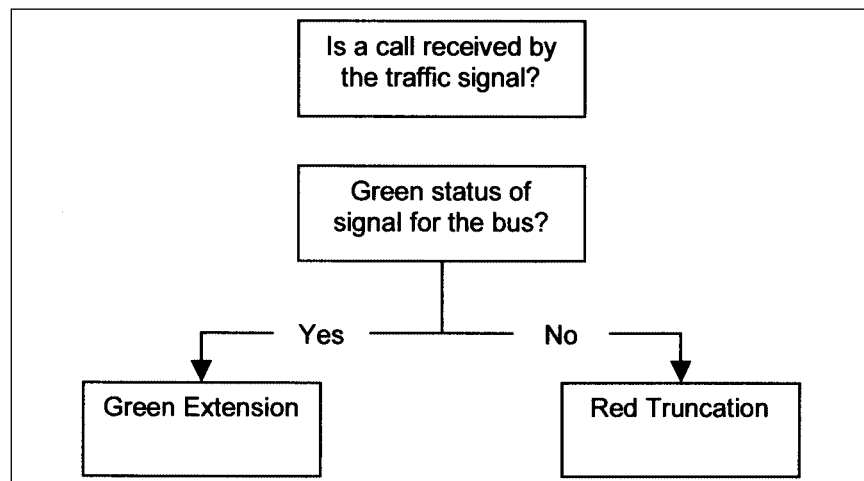 Is a call received by
the traffic signal?
Green status of
signal for the bus?
Yes
No
Green Extension
Red Truncation